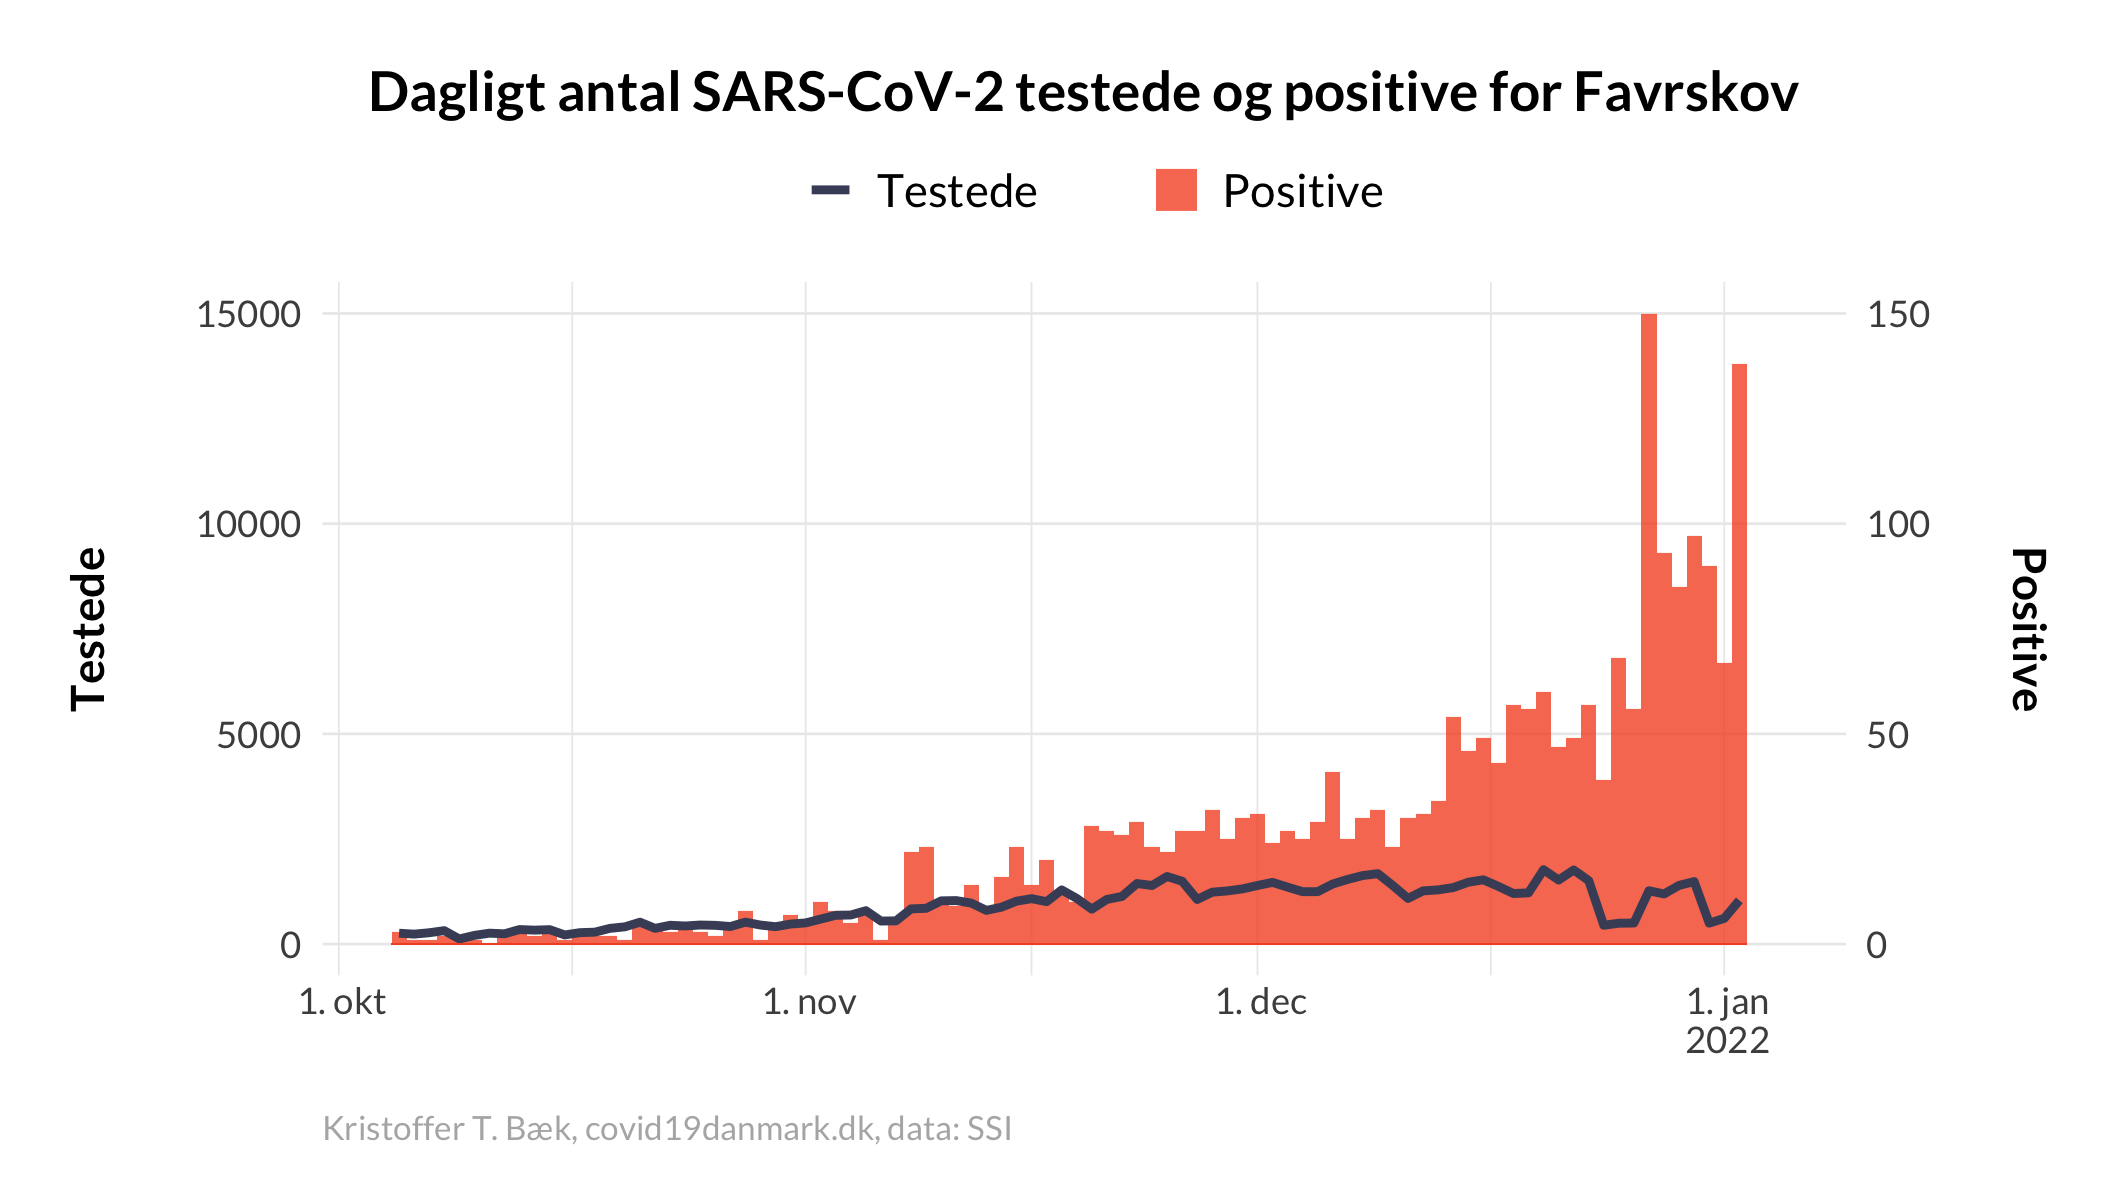 Dagligt antal SARS-CoV-2 testede og positive for Favrskov
Testede Positive
15000 150
10000 100
5000 50
0 0
Testede
Positive
1. okt 1. nov 1. dec 1. jan
2022
Kristoffer T. Bæk, covid19danmark.dk, data: SSI